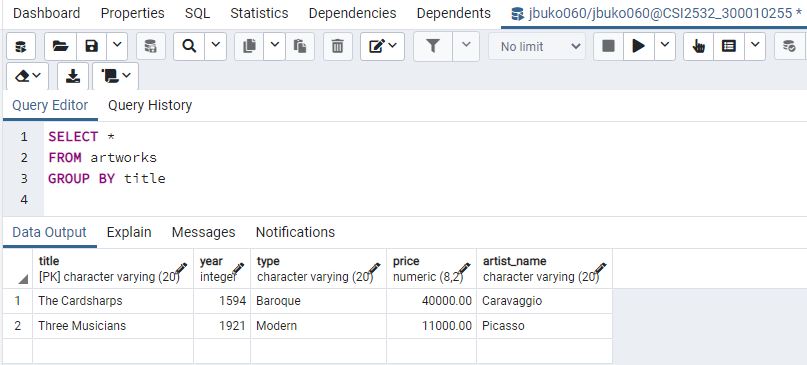 Dashboard Properties SQL Statistics Dependencies Dependents jbuko060/jbuko060@CSI2532_300010255 *
No limit
Query Editor Query History
1 SELECT *
2 FROM artworks
3 GROUP BY title
4
Data Output Explain Messages Notifications
title year type price artist_name
[PK] character varying (20) integer character varying (20) numeric (8,2) character varying (20)
1 The Cardsharps 1594 Baroque 40000.00 Caravaggio
2 Three Musicians 1921 Modern 11000.00 Picasso